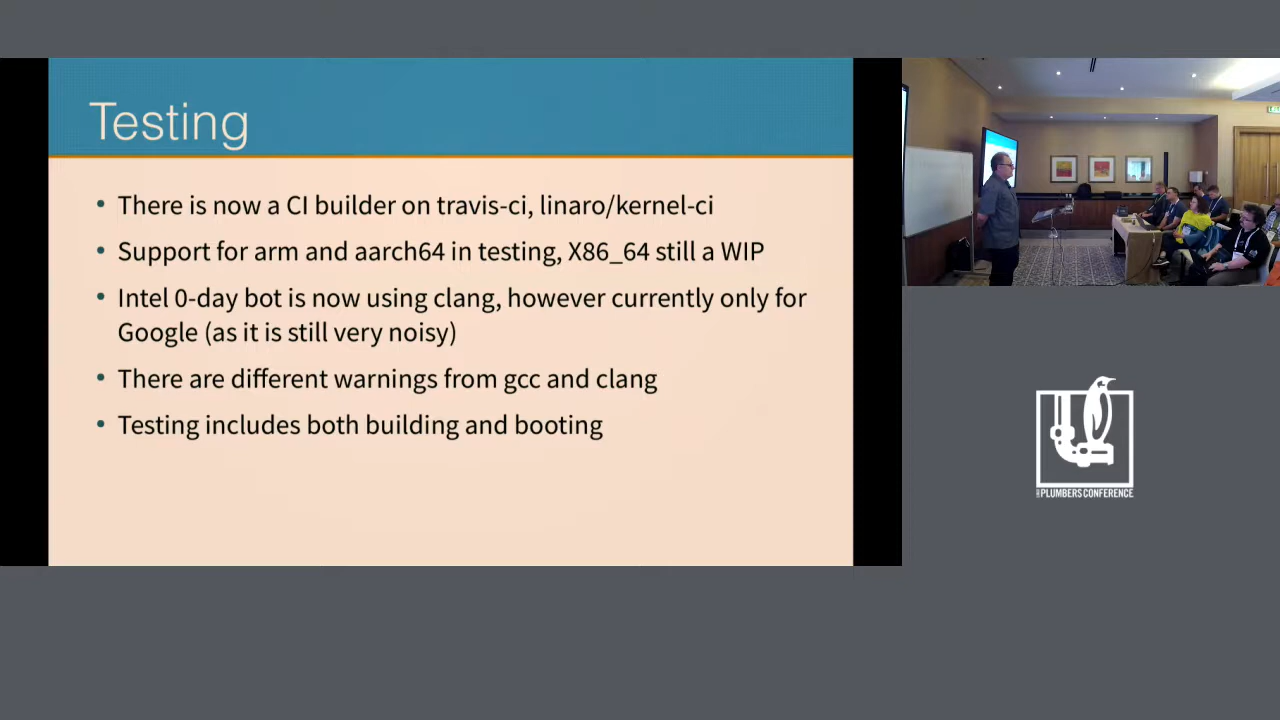 Testing
• There is now a CI builder on travis-ci, linaro/kernel-ci
• Support for arm and aarch64 in testing, X86_64 still a WIP
• Intel 0-day bot is now using clang, however currently only for
Google (as it is still very noisy)
• There are different warnings from gcc and clang
• Testing includes both building and booting
PLUMBERS CONFERENCE